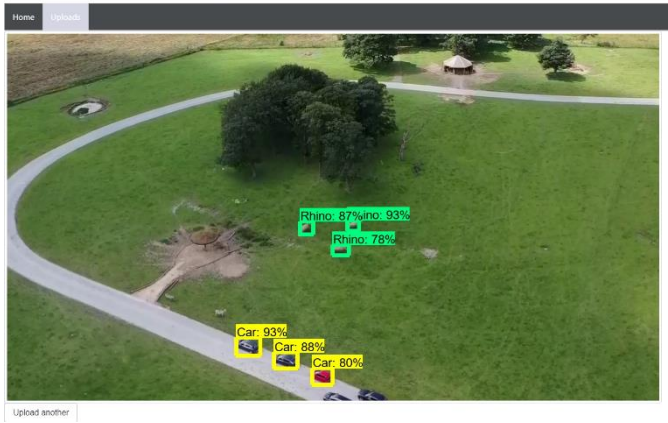 Home Uploads
Rhino: 87% ino: 93%
Rhino: 78%
Car: 93%
Car: 88%
Car: 80%
Upload another